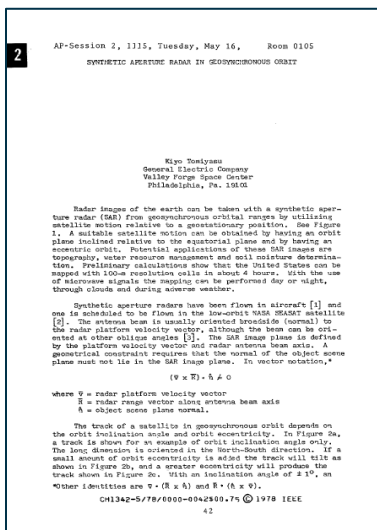 2
AP-Session 2, 1115, Tuesday, May 16, Room 0105
SYNTHETIC APERTURE RADAR IN GEOSYNCHRONOUS ORBIT
Kiyo Tomiyasu
General Electric Company
Valley Forge Space Center
Philadelphia, Pa. 19101
Radar images of the earth can be taken with a synthetic aper-
ture radar (SAR) from geosynchronous orbital ranges by utilizing
satellite motion relative to a geostationary position. See Figure
1. A suitable satellite motion can be obtained by having an orbit
plane inclined relative to the equatorial plane and by having an
eccentric orbit. Potential applications of these SAR images are
topography, water resource management and soil moisture determina-
tion. Preliminary calculations show that the United States can be
mapped with 100-m resolution cells in about 4 hours. With the use
of microwave signals the mapping can be performed day or night,
through clouds and during adverse weather.
Synthetic aperture radars have been flown in aircraft [1] and
one is scheduled to be flown in the low-orbit NASA SEASAT satellite
[2]. The antenna beam is usually oriented broadside (normal) to
the radar platform velocity vector, although the beam can be ori-
ented at other oblique angles [3]. The SAR image plane is defined
by the platform velocity vector and radar antenna beam axis. A
geometrical constraint requires that the normal of the object scene
plane must not lie in the SAR image plane. In vector notation,*
(V̄ x R̄) · n̂ ≠ 0
where V̄ = radar platform velocity vector
R̄ = radar range vector along antenna beam axis
n̂ = object scene plane normal.
The track of a satellite in geosynchronous orbit depends on
the orbit inclination angle and orbit eccentricity. In Figure 2a,
a track is shown for an example of orbit inclination angle only.
The long dimension is oriented in the North-South direction. If a
small amount of orbit eccentricity is added the track will tilt as
shown in Figure 2b, and a greater eccentricity will produce the
track shown in Figure 2c. With an inclination angle of ± 1°, an
*Other identities are V̄ · (R̄ x n̂) and R̄ · (n̂ x V̄).
CH1342-5/78/0000-0042$00.75 © 1978 IEEE
42